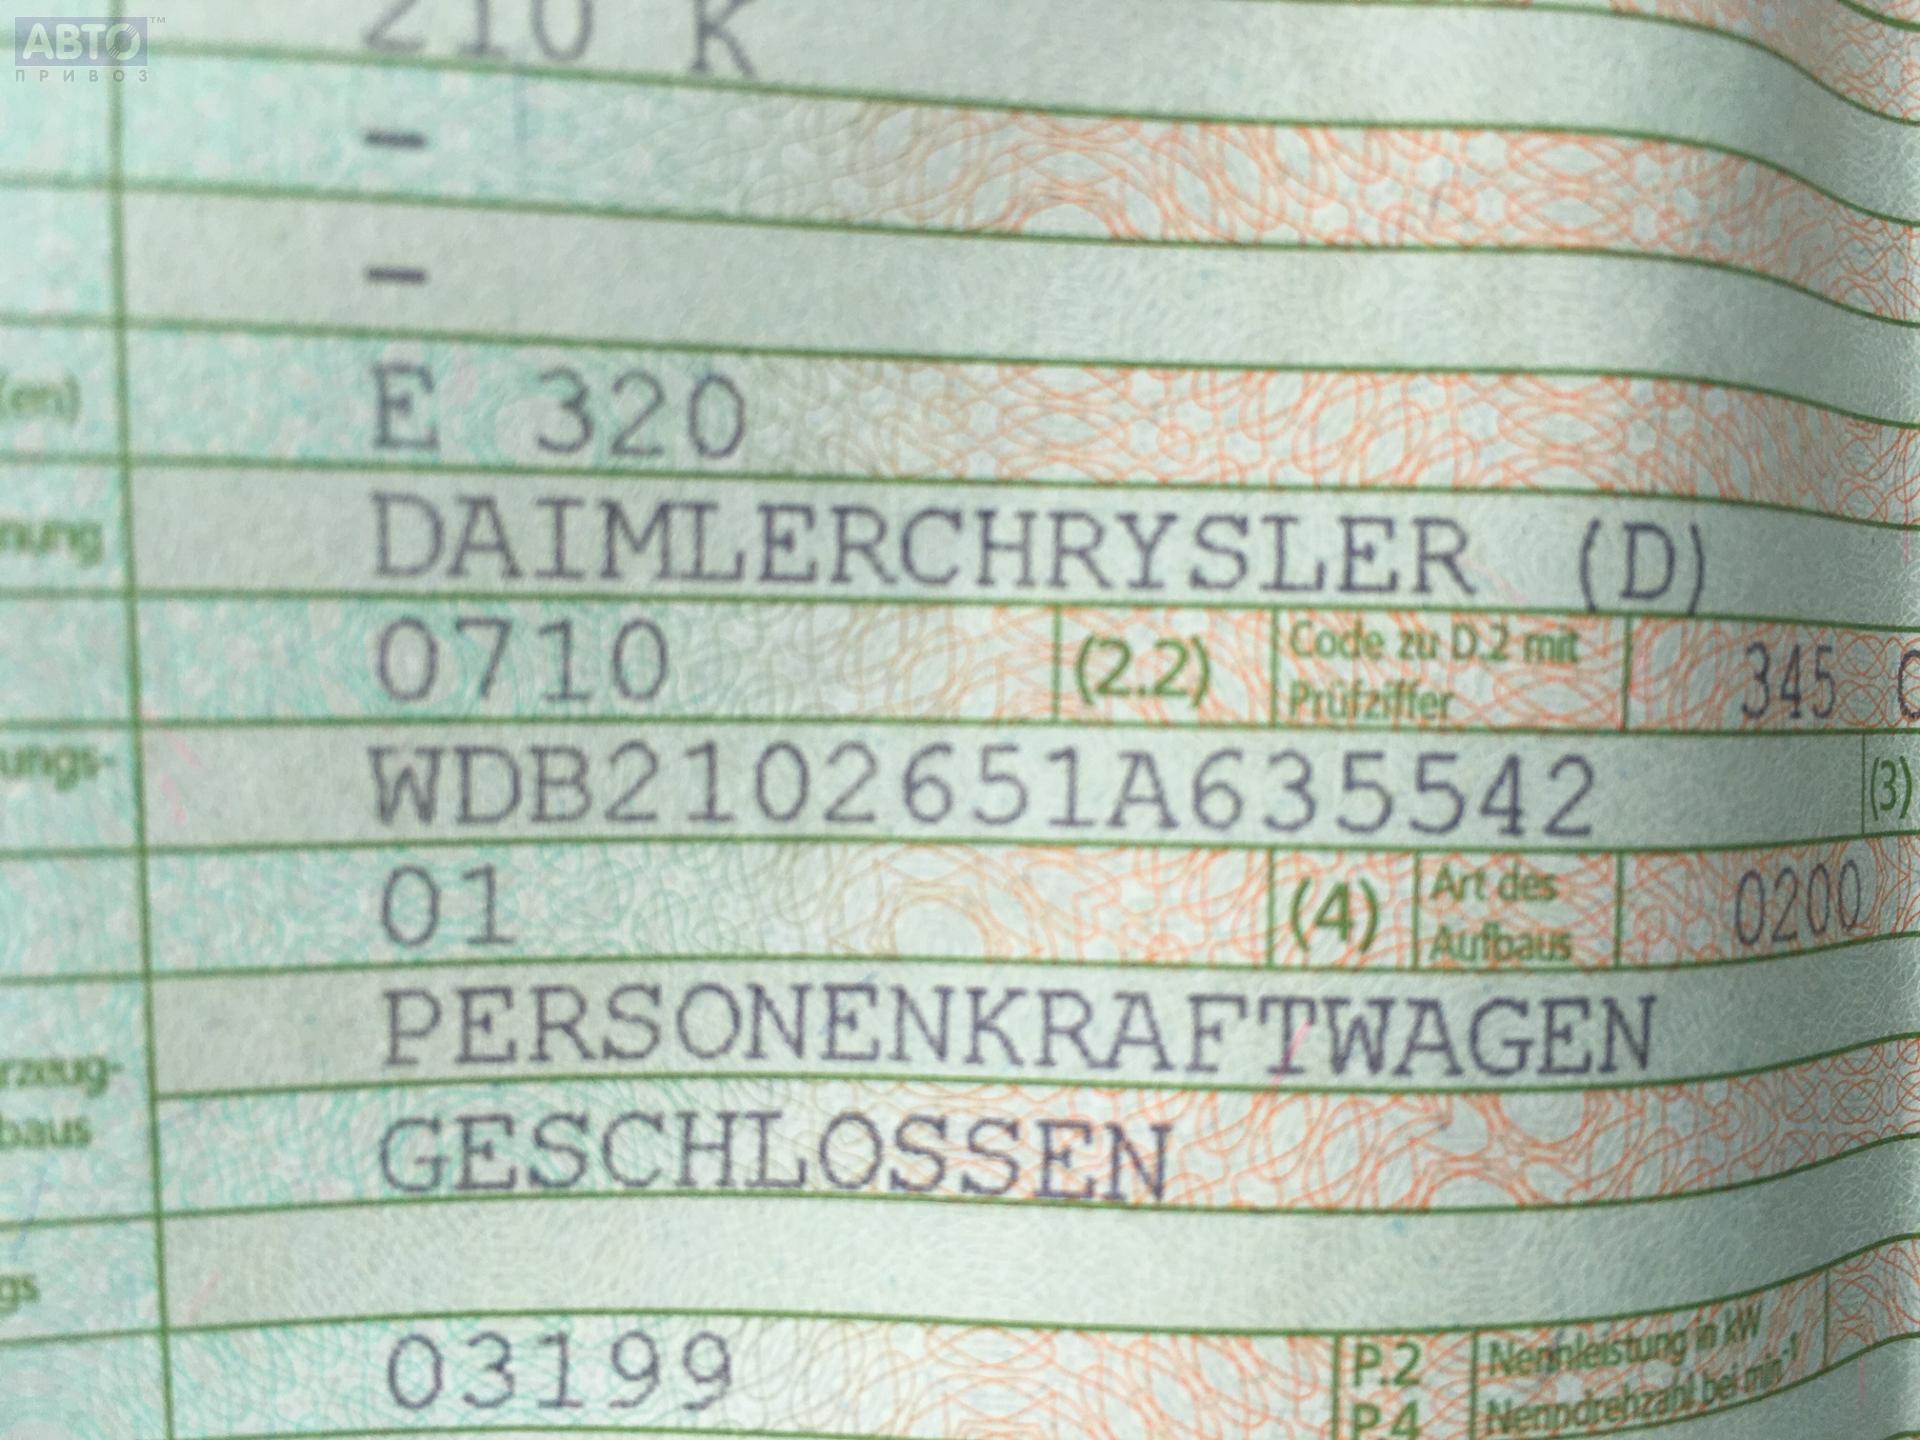 АВТО™
ПРИВОЗ
210 K
-
-
(en) E 320
nung DAIMLERCHRYSLER (D)
0710 (2.2) Code zu D.2 mit Prüfziffer 345
ungs- WDB2102651A635542 (3)
01 (4) Art des Aufbaus 0200
PERSONENKRAFTWAGEN
rzeug-
baus GESCHLOSSEN
gs
03199 P.2 Nennleistung in kW
P.4 Nenndrehzahl bei min-1